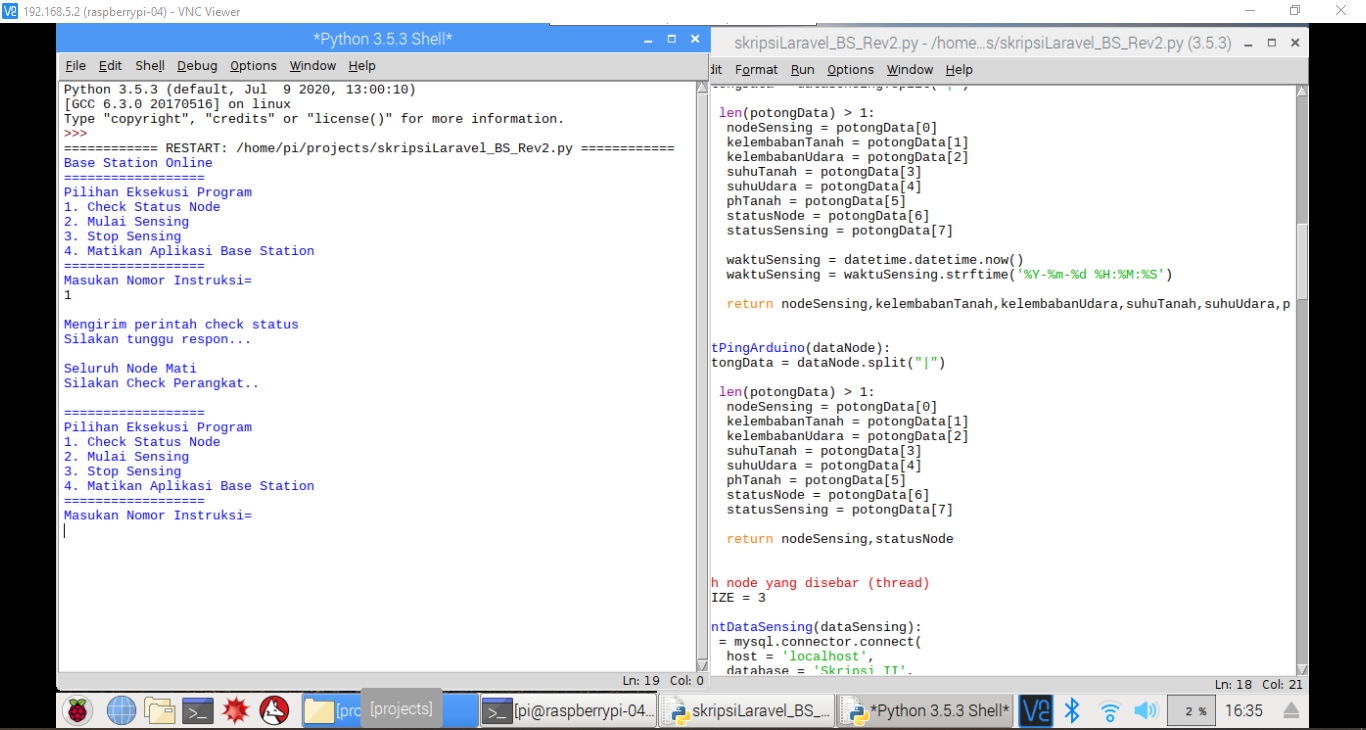 192.168.5.2 (raspberrypi-04) - VNC Viewer
*Python 3.5.3 Shell*
File Edit Shell Debug Options Window Help
Python 3.5.3 (default, Jul  9 2020, 13:00:10)
[GCC 6.3.0 20170516] on linux
Type "copyright", "credits" or "license()" for more information.
>>>
============ RESTART: /home/pi/projects/skripsiLaravel_BS_Rev2.py ============
Base Station Online
==================
Pilihan Eksekusi Program
1. Check Status Node
2. Mulai Sensing
3. Stop Sensing
4. Matikan Aplikasi Base Station
==================
Masukan Nomor Instruksi=
1
Mengirim perintah check status
Silakan tunggu respon...
Seluruh Node Mati
Silakan Check Perangkat..
==================
Pilihan Eksekusi Program
1. Check Status Node
2. Mulai Sensing
3. Stop Sensing
4. Matikan Aplikasi Base Station
==================
Masukan Nomor Instruksi=
Ln: 19 Col: 0
skripsiLaravel_BS_Rev2.py - /home...s/skripsiLaravel_BS_Rev2.py (3.5.3)
dit Format Run Options Window Help
len(potongData) > 1:
nodeSensing = potongData[0]
kelembabanTanah = potongData[1]
kelembabanUdara = potongData[2]
suhuTanah = potongData[3]
suhuUdara = potongData[4]
phTanah = potongData[5]
statusNode = potongData[6]
statusSensing = potongData[7]
waktuSensing = datetime.datetime.now()
waktuSensing = waktuSensing.strftime('%Y-%m-%d %H:%M:%S')
return nodeSensing,kelembabanTanah,kelembabanUdara,suhuTanah,suhuUdara,p
tPingArduino(dataNode):
tongData = dataNode.split("|")
len(potongData) > 1:
nodeSensing = potongData[0]
kelembabanTanah = potongData[1]
kelembabanUdara = potongData[2]
suhuTanah = potongData[3]
suhuUdara = potongData[4]
phTanah = potongData[5]
statusNode = potongData[6]
statusSensing = potongData[7]
return nodeSensing,statusNode
h node yang disebar (thread)
IZE = 3
ntDataSensing(dataSensing):
= mysql.connector.connect(
host = 'localhost',
database = 'Skripsi II',
Ln: 18 Col: 21
[pro
[projects]
[pi@raspberrypi-04...
skripsiLaravel_BS_...
*Python 3.5.3 Shell*
2 %
16:35